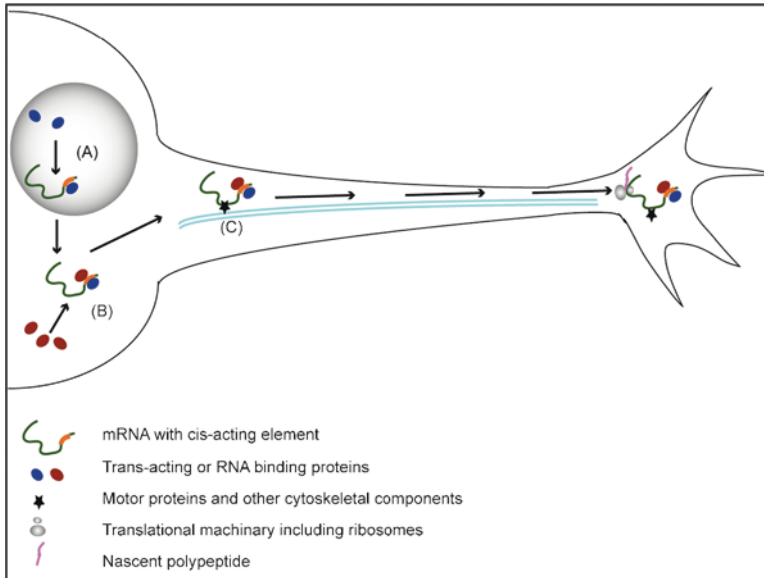 (A)
(C)
(B)
mRNA with cis-acting element
Trans-acting or RNA binding proteins
Motor proteins and other cytoskeletal components
Translational machinary including ribosomes
Nascent polypeptide